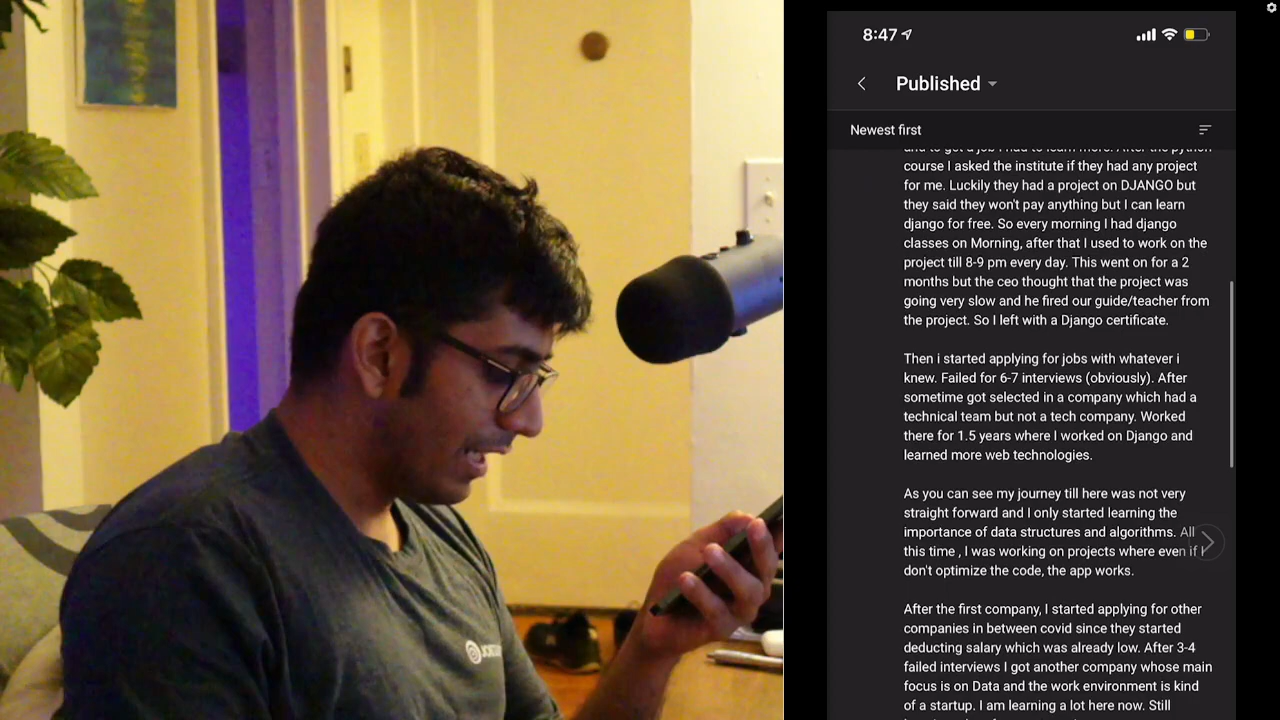 8:47
Published
Newest first
and to get a job I had to learn more. After the python
course I asked the institute if they had any project
for me. Luckily they had a project on DJANGO but
they said they won't pay anything but I can learn
django for free. So every morning I had django
classes on Morning, after that I used to work on the
project till 8-9 pm every day. This went on for a 2
months but the ceo thought that the project was
going very slow and he fired our guide/teacher from
the project. So I left with a Django certificate.
Then i started applying for jobs with whatever i
knew. Failed for 6-7 interviews (obviously). After
sometime got selected in a company which had a
technical team but not a tech company. Worked
there for 1.5 years where I worked on Django and
learned more web technologies.
As you can see my journey till here was not very
straight forward and I only started learning the
importance of data structures and algorithms. All
this time , I was working on projects where even if I
don't optimize the code, the app works.
After the first company, I started applying for other
companies in between covid since they started
deducting salary which was already low. After 3-4
failed interviews I got another company whose main
focus is on Data and the work environment is kind
of a startup. I am learning a lot here now. Still